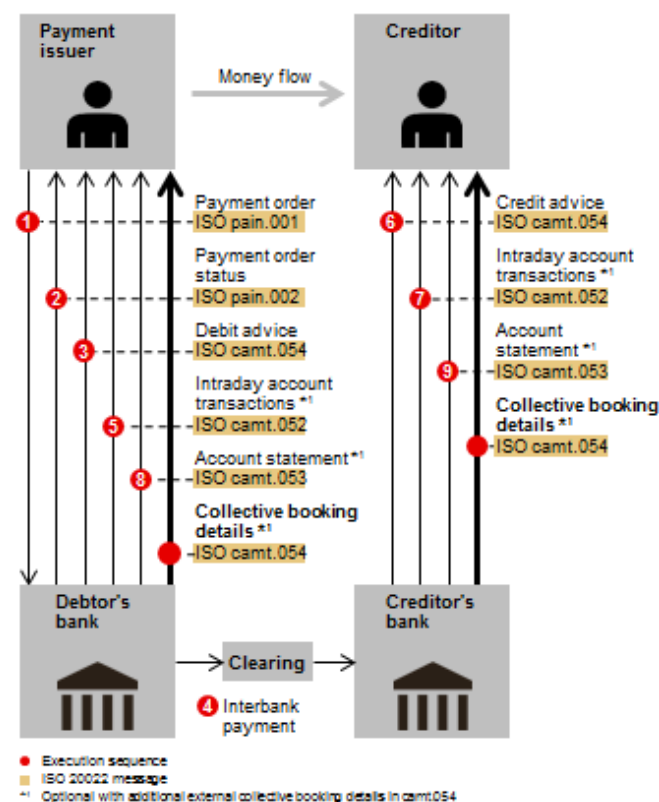 Payment
issuer
Creditor
Money flow
1
Payment order
ISO pain.001
Payment order
status
2
ISO pain.002
Debit advice
3
ISO camt.054
Intraday account
transactions *1
5
ISO camt.052
Account statement *1
8
ISO camt.053
Collective booking
details *1
ISO camt.054
Credit advice
6
ISO camt.054
Intraday account
transactions *1
7
ISO camt.052
Account
statement *1
9
ISO camt.053
Collective booking
details *1
ISO camt.054
Debtor's
bank
Clearing
4 Interbank
payment
Creditor's
bank
Execution sequence
ISO 20022 message
*1 Optional with additional external collective booking details in camt.054